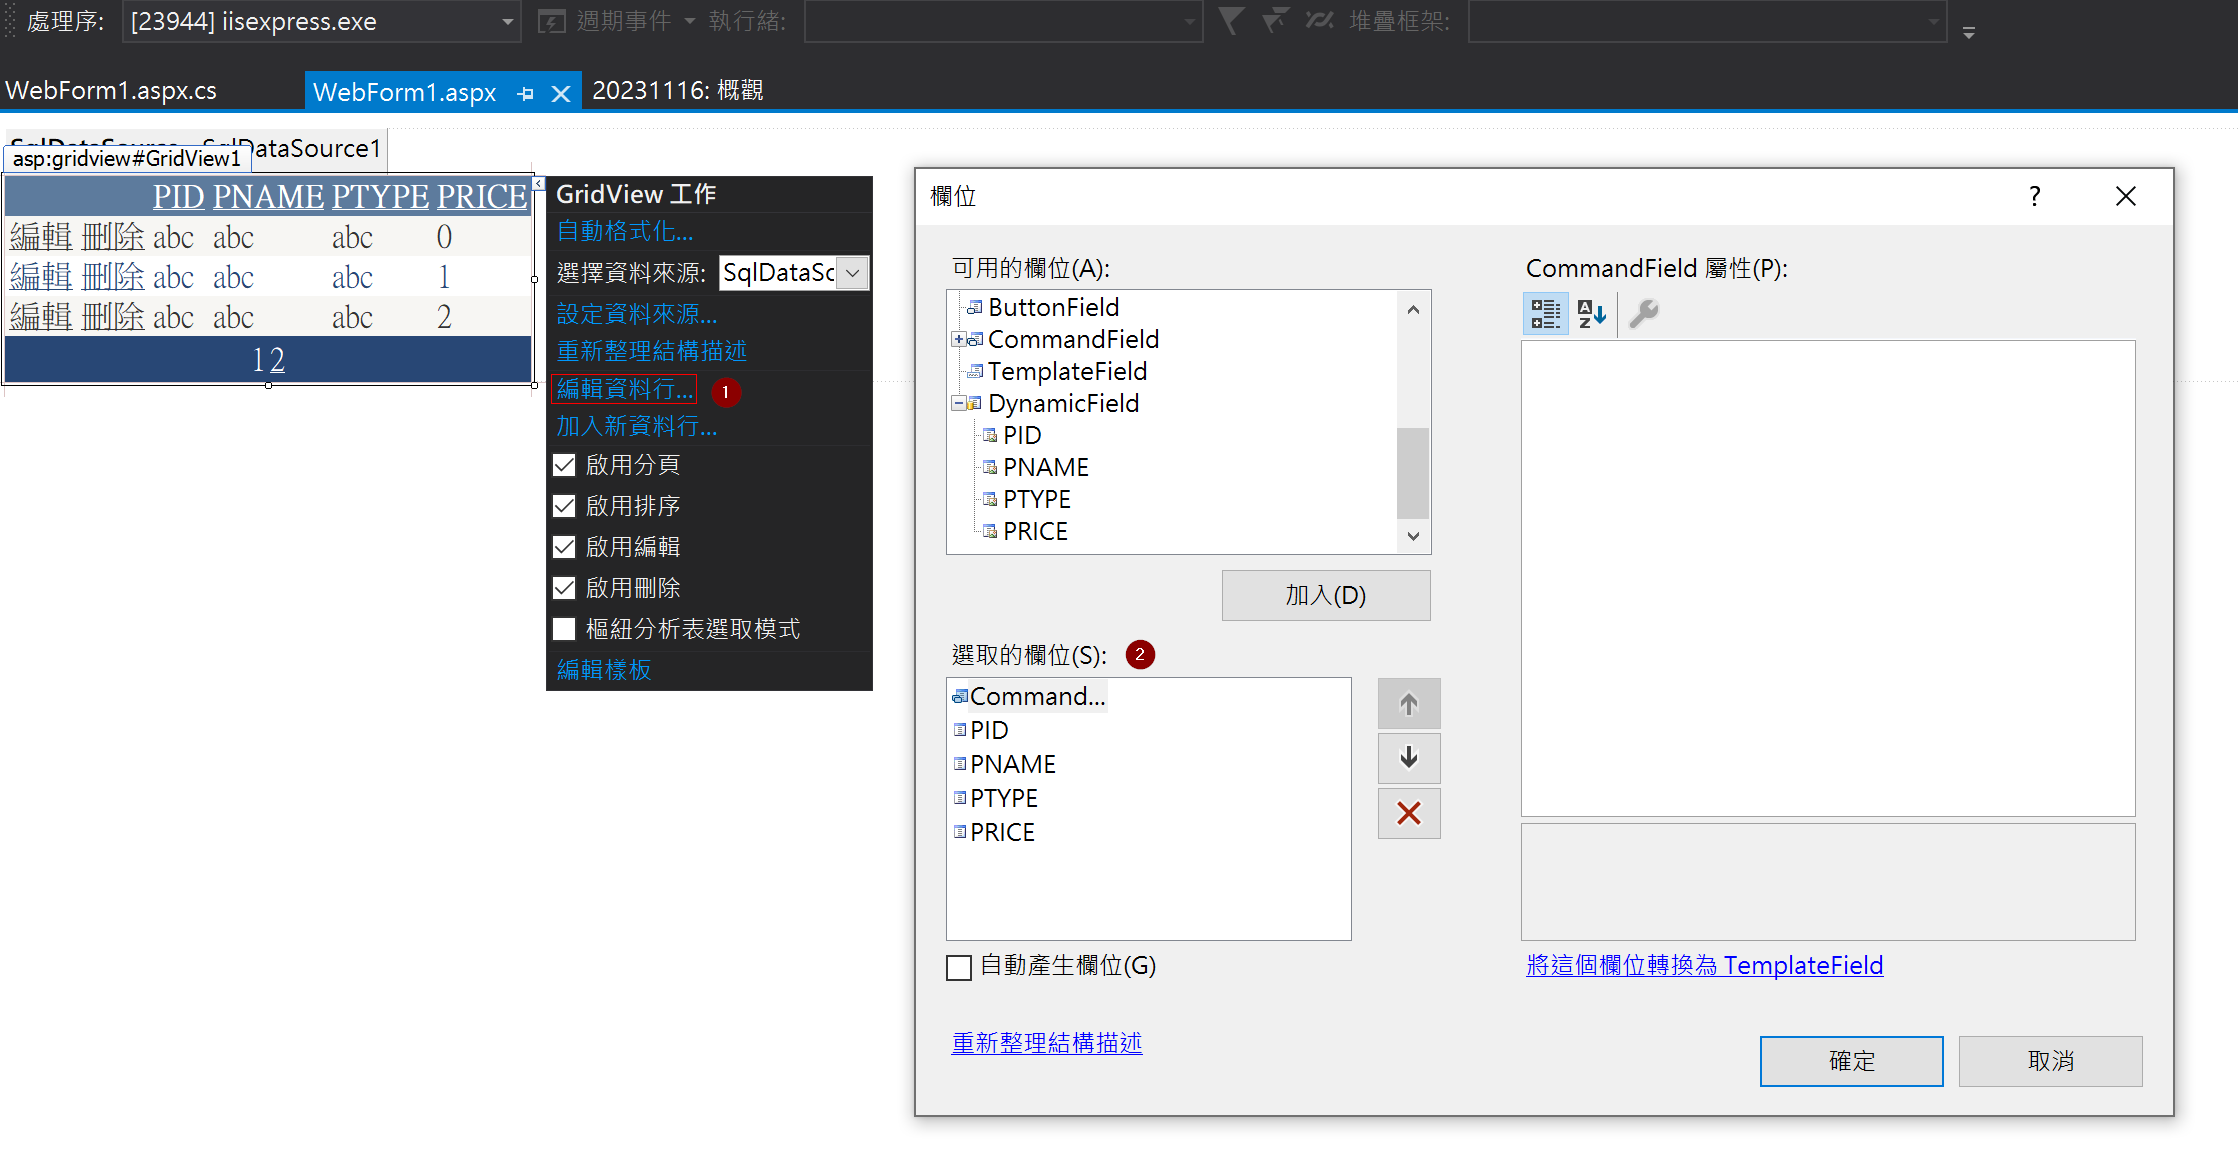 處理序: [23944] iisexpress.exe 週期事件 執行緒: 堆疊框架:
WebForm1.aspx.cs WebForm1.aspx 20231116: 概觀
SqlDataSource - SqlDataSource1
asp:gridview#GridView1
PID PNAME PTYPE PRICE
編輯 刪除 abc abc abc 0
編輯 刪除 abc abc abc 1
編輯 刪除 abc abc abc 2
1 2
GridView 工作
自動格式化...
選擇資料來源: SqlDataSc
設定資料來源...
重新整理結構描述
編輯資料行... 1
加入新資料行...
啟用分頁
啟用排序
啟用編輯
啟用刪除
樞紐分析表選取模式
編輯樣板
欄位 ?
可用的欄位(A):
ButtonField
CommandField
TemplateField
DynamicField
PID
PNAME
PTYPE
PRICE
加入(D)
選取的欄位(S): 2
Command...
PID
PNAME
PTYPE
PRICE
自動產生欄位(G)
重新整理結構描述
CommandField 屬性(P):
將這個欄位轉換為 TemplateField
確定
取消